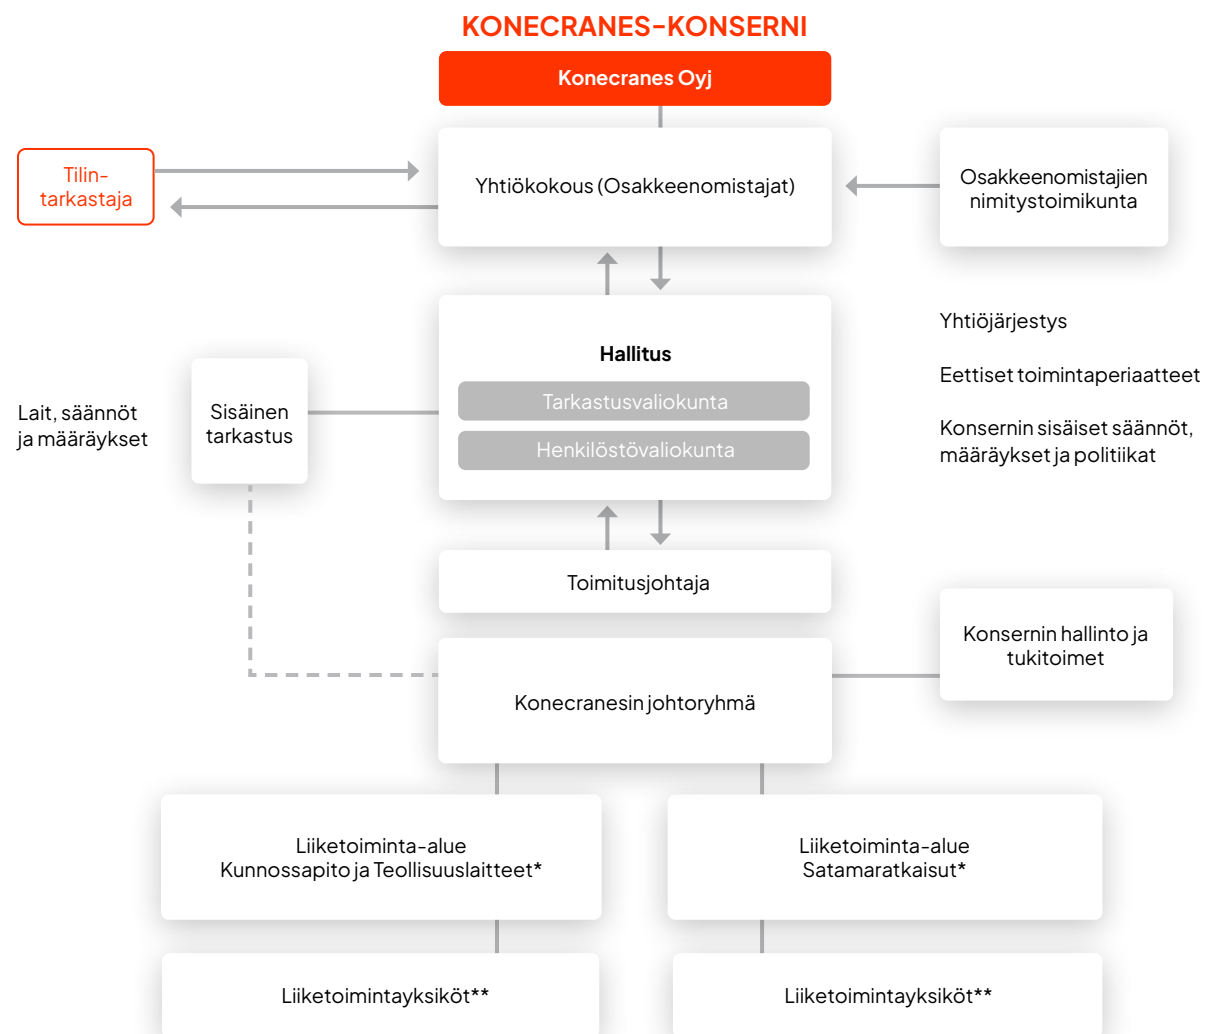 KONECRANES-KONSERNI
Konecranes Oyj
Tilin-
tarkastaja
Yhtiökokous (Osakkeenomistajat)
Osakkeenomistajien
nimitystoimikunta
Hallitus
Tarkastusvaliokunta
Henkilöstövaliokunta
Lait, säännöt
ja määräykset
Sisäinen
tarkastus
Yhtiöjärjestys
Eettiset toimintaperiaatteet
Konsernin sisäiset säännöt,
määräykset ja politiikat
Toimitusjohtaja
Konecranesin johtoryhmä
Konsernin hallinto ja
tukitoimet
Liiketoiminta-alue
Kunnossapito ja Teollisuuslaitteet*
Liiketoiminta-alue
Satamaratkaisut*
Liiketoimintayksiköt**
Liiketoimintayksiköt**